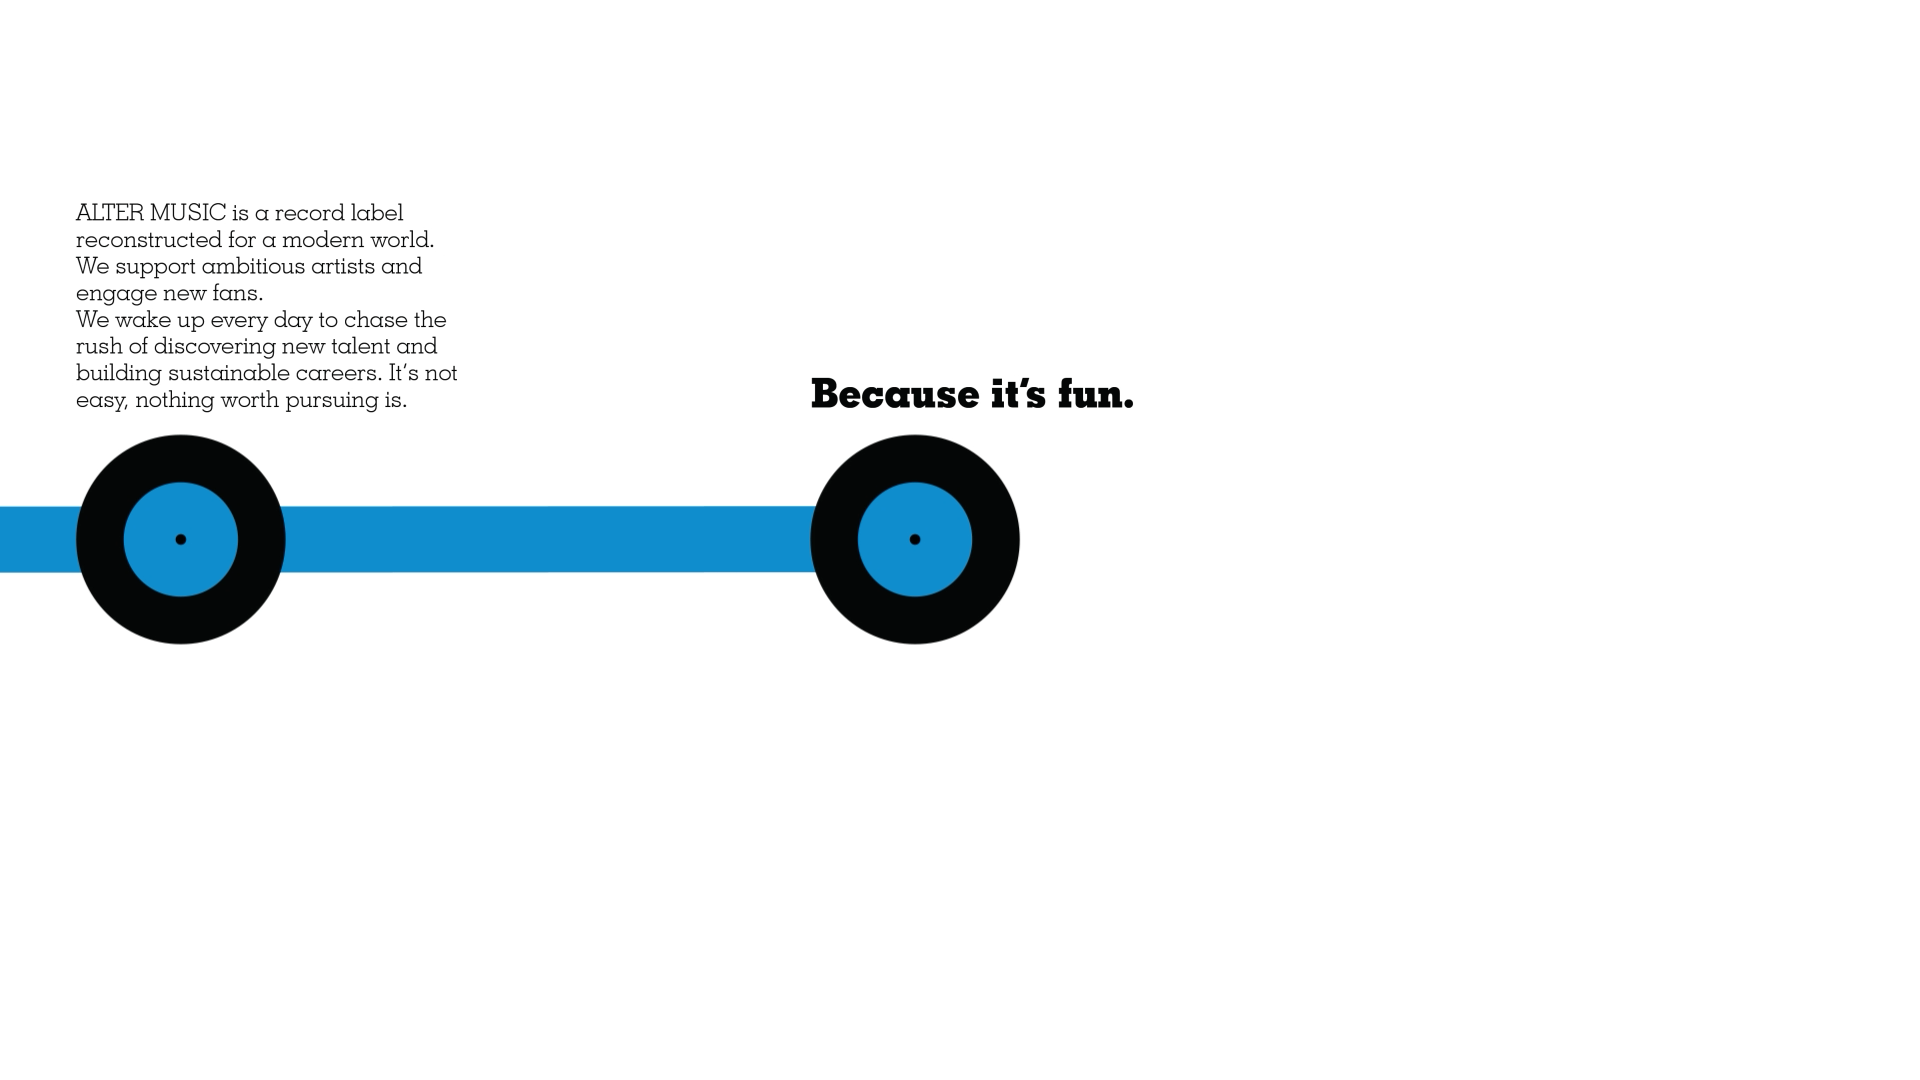 ALTER MUSIC is a record label
reconstructed for a modern world.
We support ambitious artists and
engage new fans.
We wake up every day to chase the
rush of discovering new talent and
building sustainable careers. It’s not
easy, nothing worth pursuing is.
Because it’s fun.